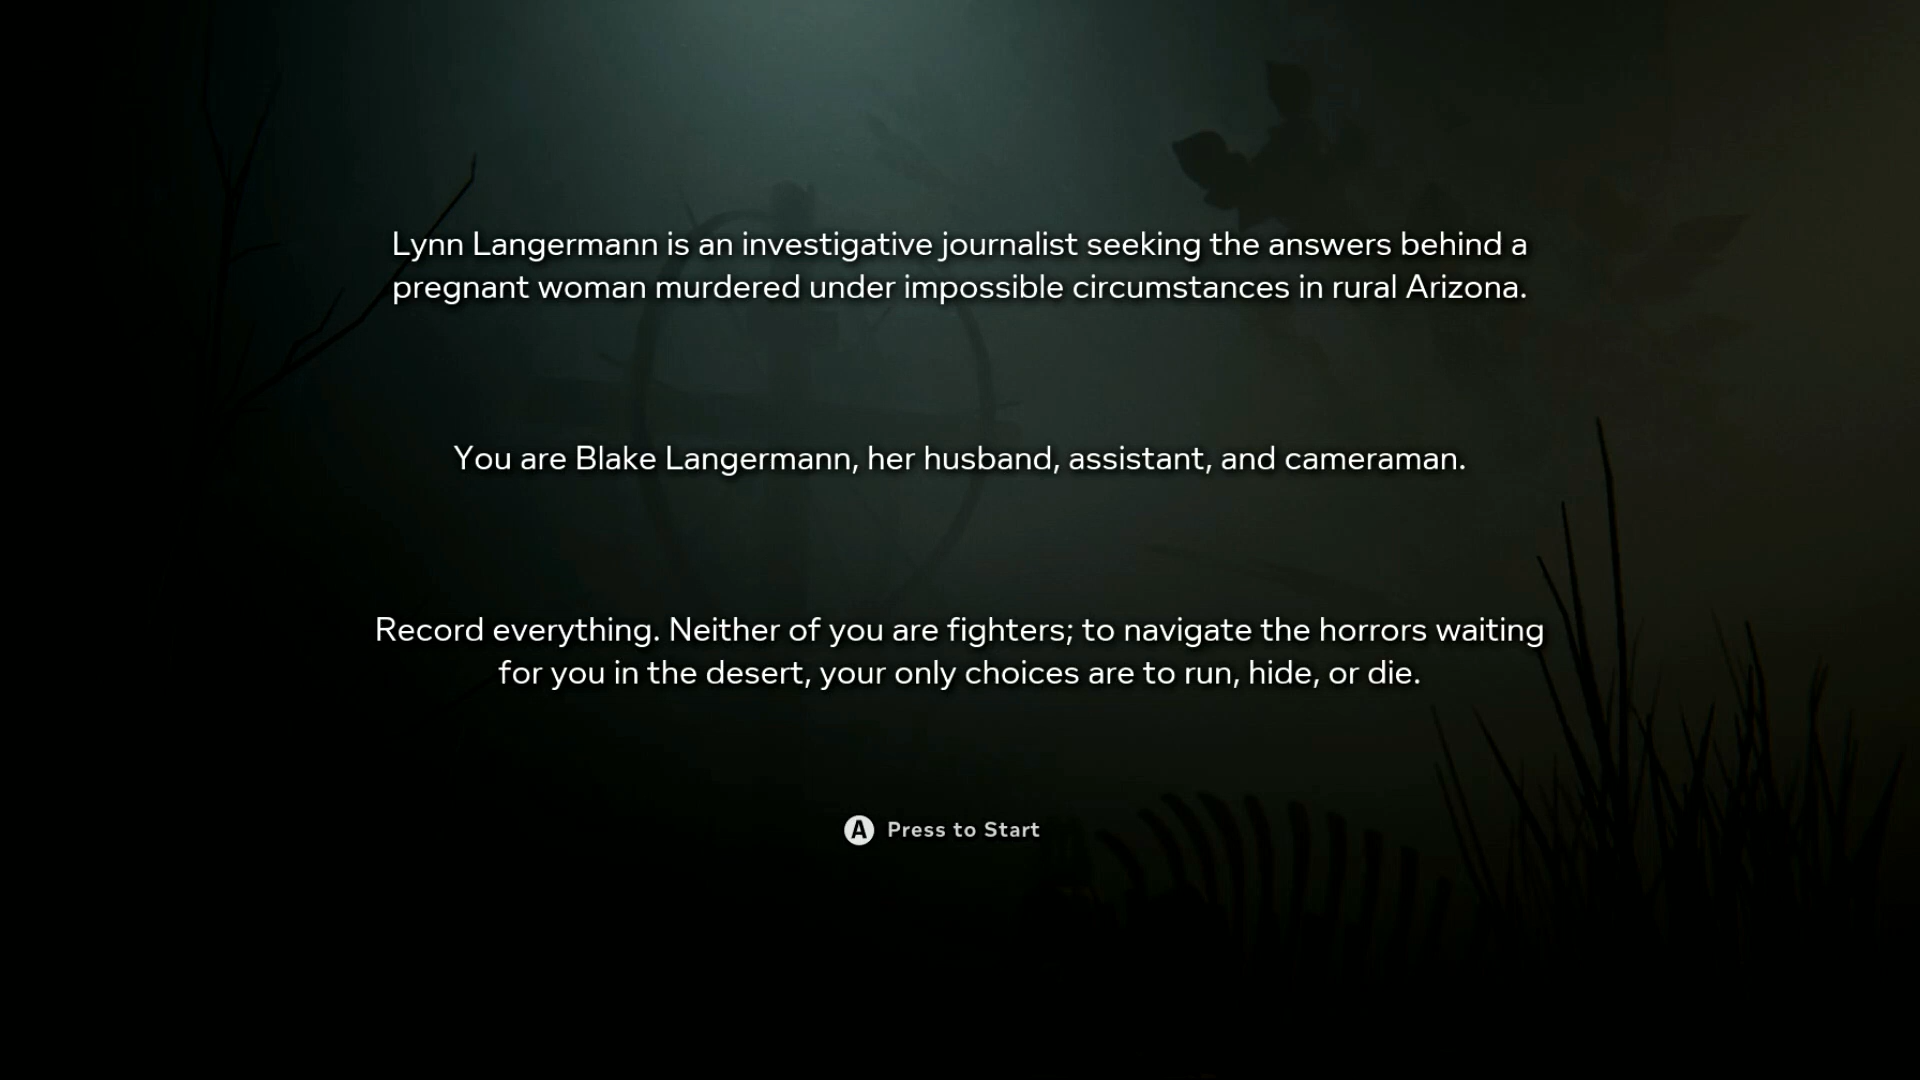 Lynn Langermann is an investigative journalist seeking the answers behind a
pregnant woman murdered under impossible circumstances in rural Arizona.
You are Blake Langermann, her husband, assistant, and cameraman.
Record everything. Neither of you are fighters; to navigate the horrors waiting
for you in the desert, your only choices are to run, hide, or die.
A Press to Start